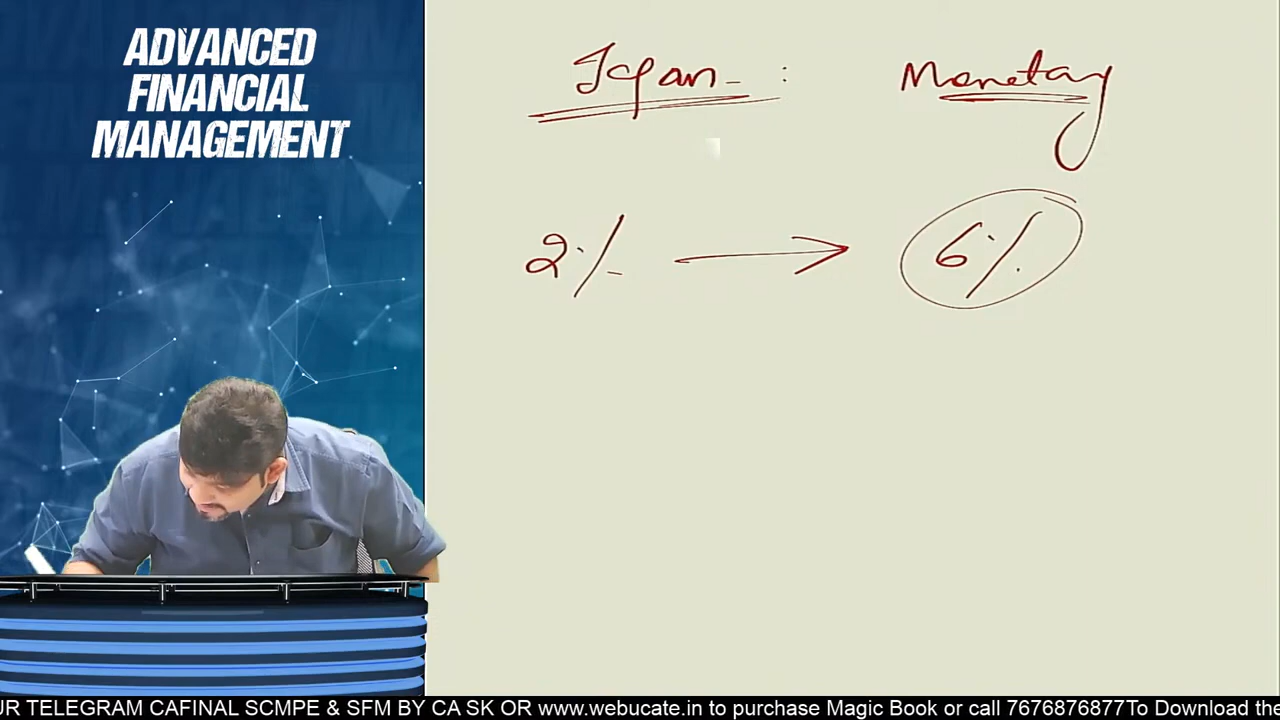 ADVANCED
FINANCIAL
MANAGEMENT
Japan - : Monetary
2% → 6%
UR TELEGRAM CAFINAL SCMPE & SFM BY CA SK OR www.webucate.in to purchase Magic Book or call 7676876877To Download the